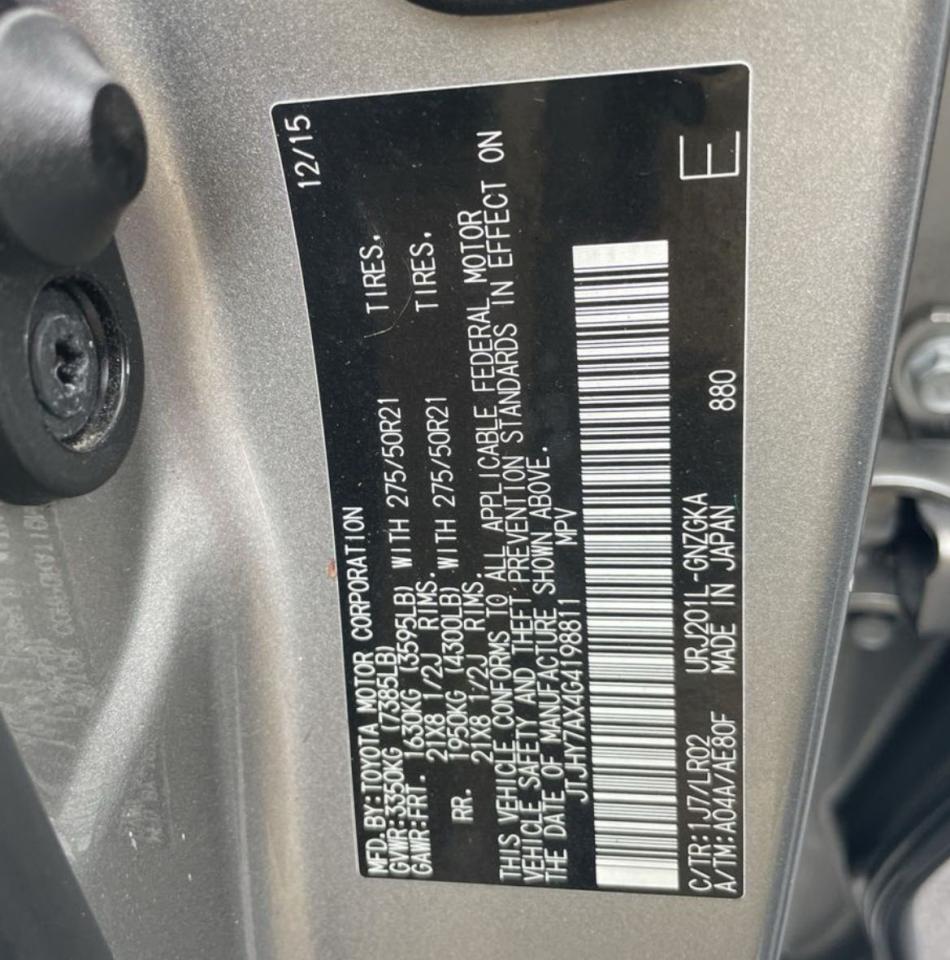 MFD.BY:TOYOTA MOTOR CORPORATION 12/15
GVWR:3350KG (7385LB)
GAWR:FRT. 1630KG (3595LB) WITH 275/50R21 TIRES,
21X8 1/2J RIMS.
RR. 1950KG (4300LB) WITH 275/50R21 TIRES,
21X8 1/2J RIMS.
THIS VEHICLE CONFORMS TO ALL APPLICABLE FEDERAL MOTOR
VEHICLE SAFETY AND THEFT PREVENTION STANDARDS IN EFFECT ON
THE DATE OF MANUFACTURE SHOWN ABOVE.
JTJHY7AX4G4198811 MPV
C/TR:1J7/LR02 URJ201L-GNZGKA
A/TM:A04A/AE80F MADE IN JAPAN 880 E